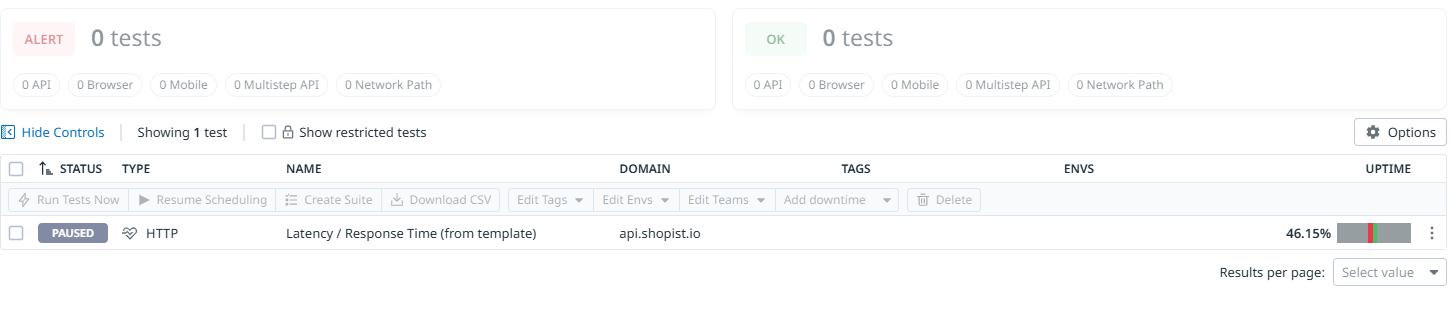 ALERT 0 tests
0 API 0 Browser 0 Mobile 0 Multistep API 0 Network Path
OK 0 tests
0 API 0 Browser 0 Mobile 0 Multistep API 0 Network Path
Hide Controls Showing 1 test Show restricted tests Options
STATUS TYPE NAME DOMAIN TAGS ENVS UPTIME
Run Tests Now Resume Scheduling Create Suite Download CSV Edit Tags Edit Envs Edit Teams Add downtime Delete
PAUSED HTTP Latency / Response Time (from template) api.shopist.io 46.15%
Results per page: Select value